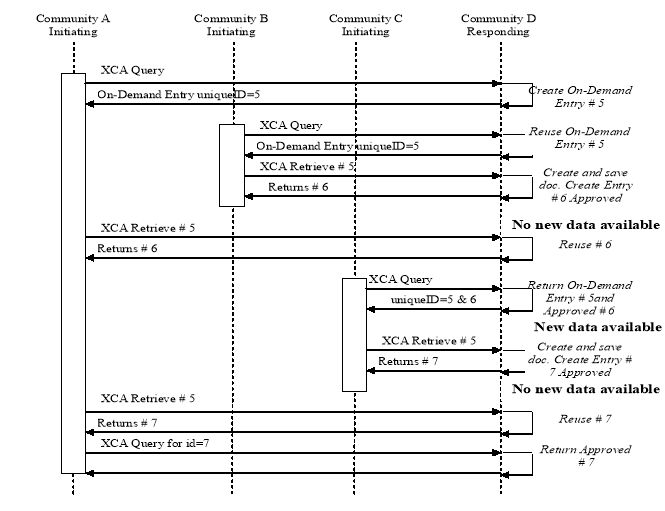 Community A
Initiating
Community B
Initiating
Community C
Initiating
Community D
Responding
XCA Query
Create On-Demand
Entry # 5
On-Demand Entry uniqueID=5
XCA Query
Reuse On-Demand
Entry # 5
On-Demand Entry uniqueID=5
XCA Retrieve # 5
Create and save
doc. Create Entry
# 6 Approved
Returns # 6
No new data available
XCA Retrieve # 5
Reuse # 6
Returns # 6
XCA Query
Return On-Demand
Entry # 5and
Approved # 6
uniqueID=5 & 6
New data available
XCA Retrieve # 5
Create and save
doc. Create Entry #
7 Approved
Returns # 7
No new data available
XCA Retrieve # 5
Reuse # 7
Returns # 7
XCA Query for id=7
Return Approved
# 7